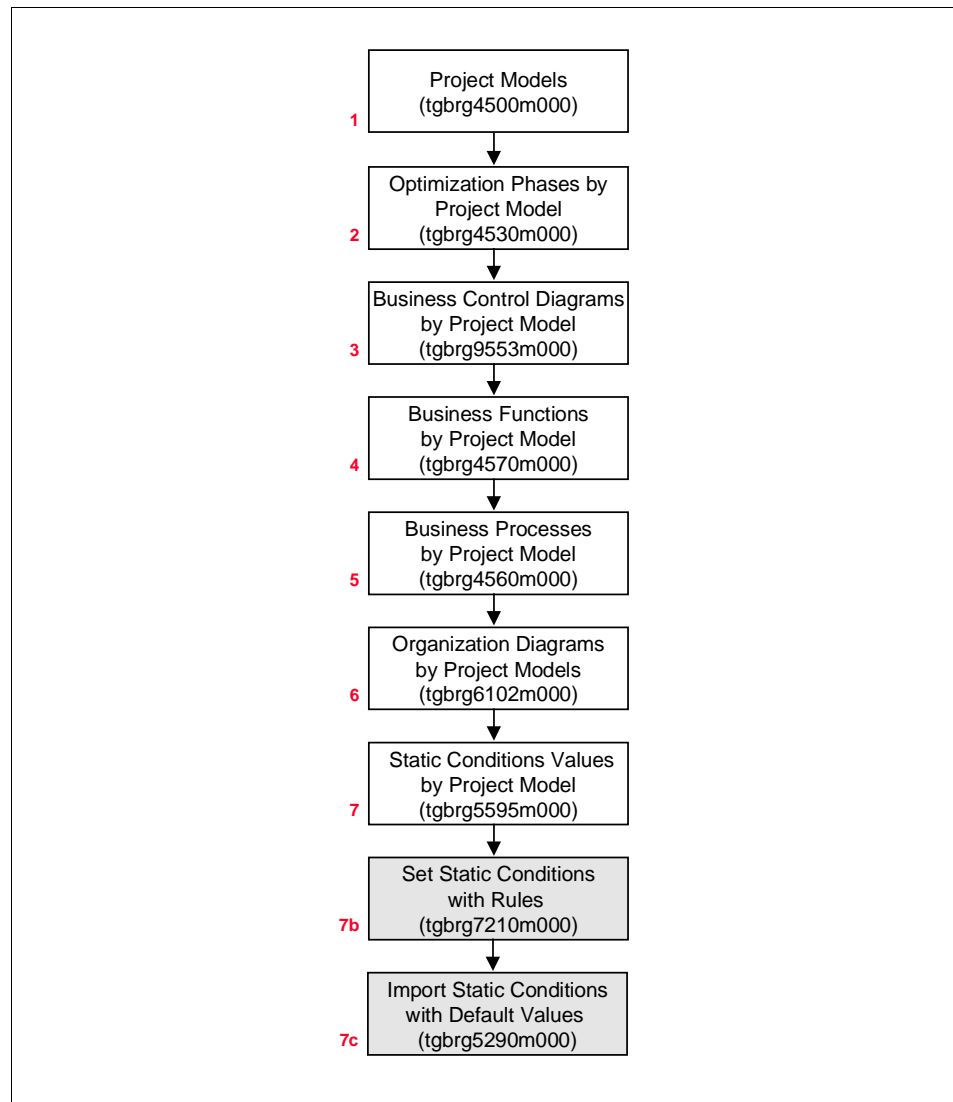 Project Models
(tgbrg4500m000)
1
Optimization Phases by
Project Model
(tgbrg4530m000)
2
Business Control Diagrams
by Project Model
(tgbrg9553m000)
3
Business Functions
by Project Model
(tgbrg4570m000)
4
Business Processes
by Project Model
(tgbrg4560m000)
5
Organization Diagrams
by Project Models
(tgbrg6102m000)
6
Static Conditions Values
by Project Model
(tgbrg5595m000)
7
Set Static Conditions
with Rules
(tgbrg7210m000)
7b
Import Static Conditions
with Default Values
(tgbrg5290m000)
7c